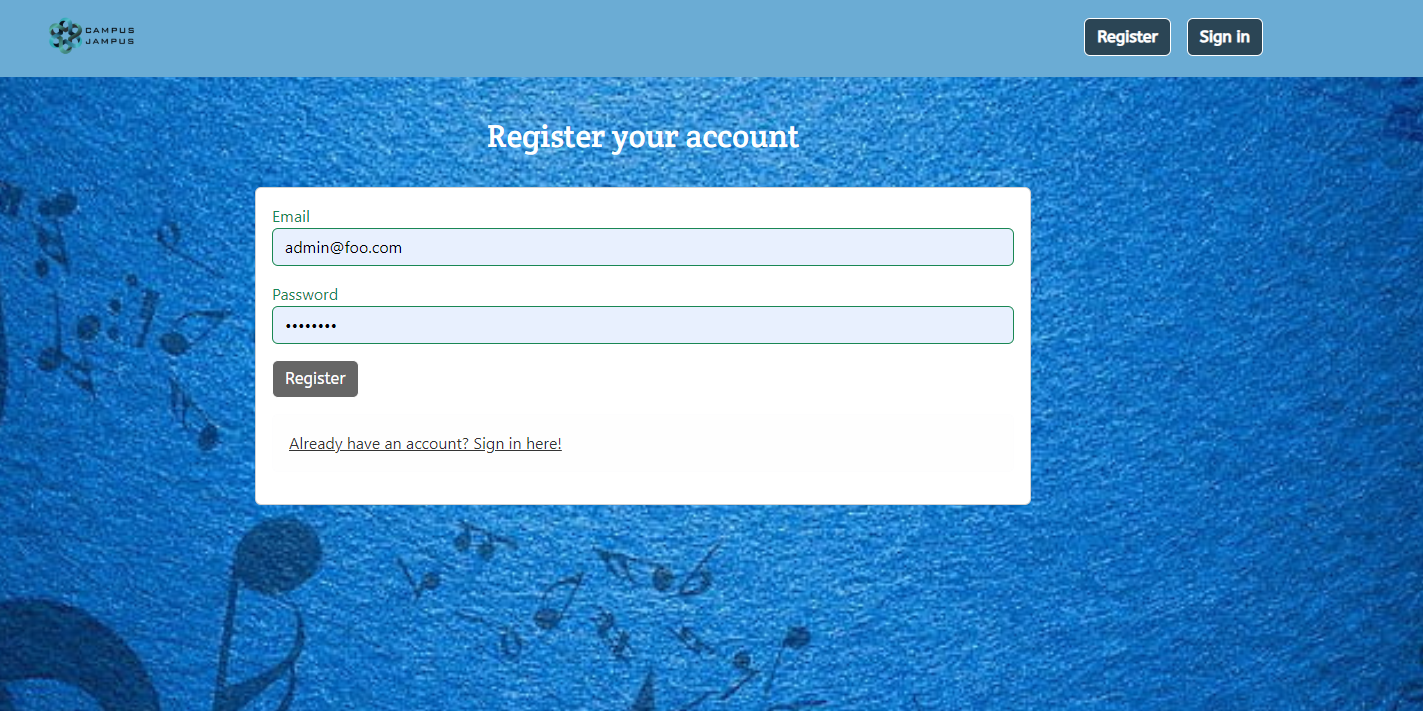 CAMPUS
JAMPUS
Register
Sign in
Register your account
Email
admin@foo.com
Password
••••••••
Register
Already have an account? Sign in here!